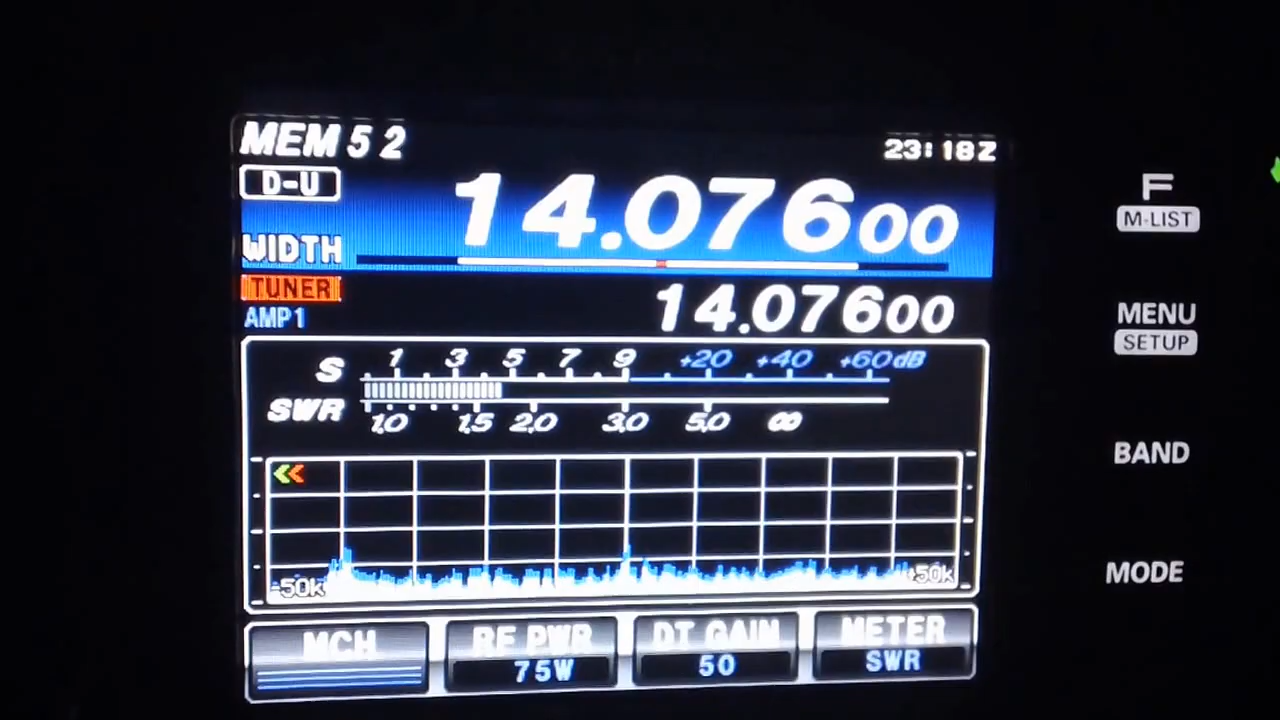 MEM 5 2
23:18Z
D-U
14.07600
WIDTH
TUNER
14.07600
AMP1
S 1 3 5 7 9 +20 +40 +60dB
SWR 1.0 1.5 2.0 3.0 5.0 ∞
-50k +50k
MCH
RF PWR
75W
DT GAIN
50
METER
SWR
F
M-LIST
MENU
SETUP
BAND
MODE